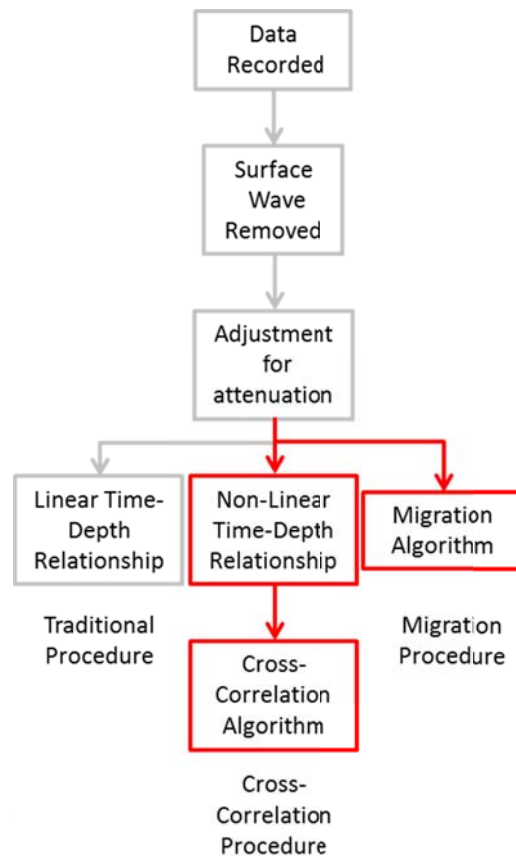 Data
Recorded
Surface
Wave
Removed
Adjustment
for
attenuation
Linear Time-
Depth
Relationship
Non-Linear
Time-Depth
Relationship
Migration
Algorithm
Traditional
Procedure
Migration
Procedure
Cross-
Correlation
Algorithm
Cross-
Correlation
Procedure